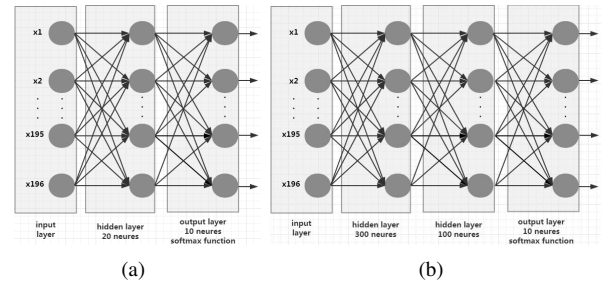 x1
x2
x195
x196
input
layer
hidden layer
20 neures
output layer
10 neures
softmax function
(a)
x1
x2
x195
x196
input
layer
hidden layer
300 neures
hidden layer
100 neures
output layer
10 neures
softmax function
(b)